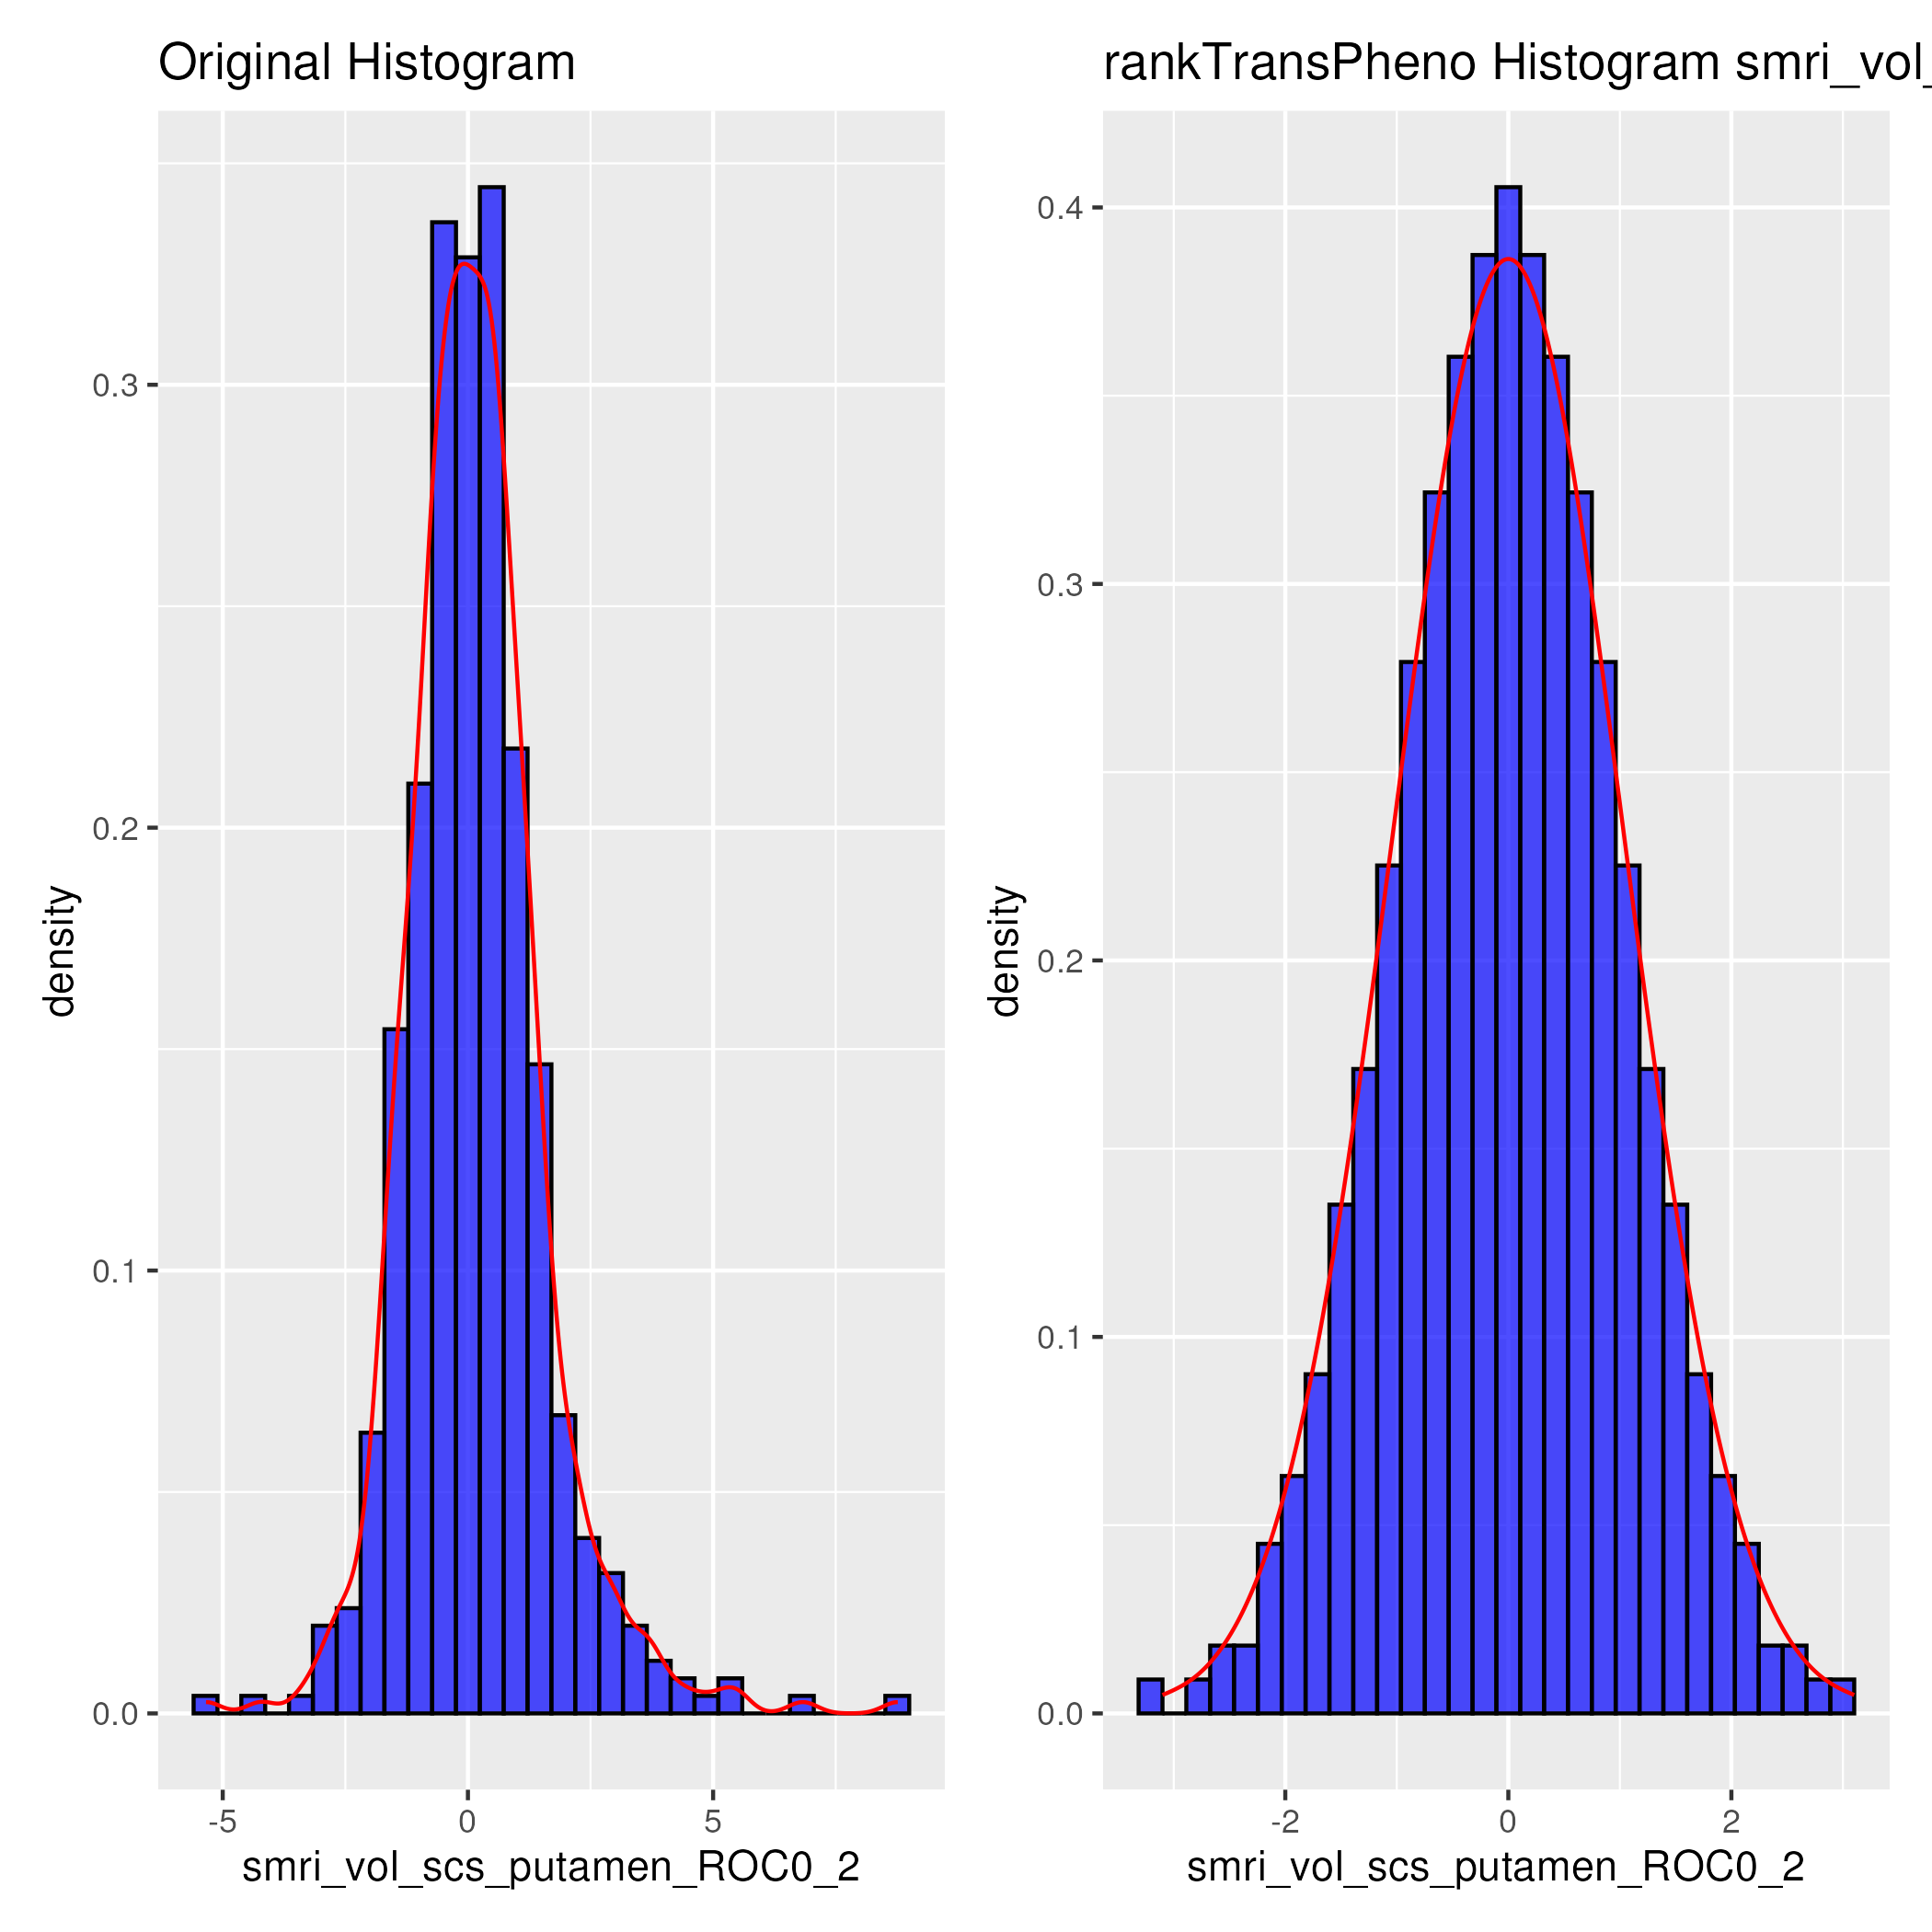 Original Histogram
density
0.3
0.2
0.1
0.0
-5
0
5
smri_vol_scs_putamen_ROC0_2
rankTransPheno Histogram smri_vol_
density
0.4
0.3
0.2
0.1
0.0
-2
0
2
smri_vol_scs_putamen_ROC0_2